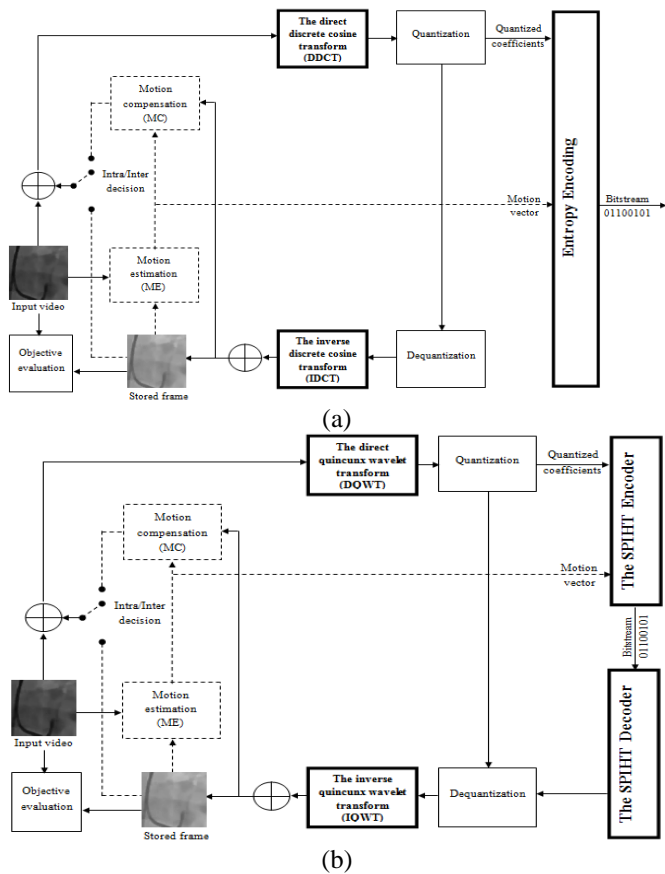 The direct
discrete cosine
transform
(DDCT)
Quantization
Quantized
coefficients
Motion
compensation
(MC)
Intra/Inter
decision
Entropy Encoding
Motion
vector
Bitstream
01100101
Motion
estimation
(ME)
Input video
Objective
evaluation
The inverse
discrete cosine
transform
(IDCT)
Dequantization
Stored frame
(a)
The direct
quincunx wavelet
transform
(DQWT)
Quantization
Quantized
coefficients
The SPIHT Encoder
Motion
compensation
(MC)
Motion
vector
Intra/Inter
decision
Bitstream
01100101
Motion
estimation
(ME)
The SPIHT Decoder
Input video
Objective
evaluation
The inverse
quincunx wavelet
transform
(IQWT)
Dequantization
Stored frame
(b)